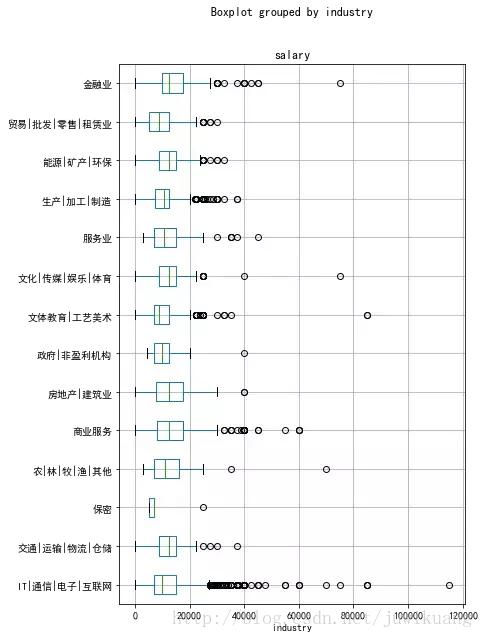 Boxplot grouped by industry
salary
金融业
贸易|批发|零售|租赁业
能源|矿产|环保
生产|加工|制造
服务业
文化|传媒|娱乐|体育
文体教育|工艺美术
政府|非盈利机构
房地产|建筑业
商业服务
农|林|牧|渔|其他
保密
交通|运输|物流|仓储
IT|通信|电子|互联网
0 20000 40000 60000 80000 100000 120000
industry